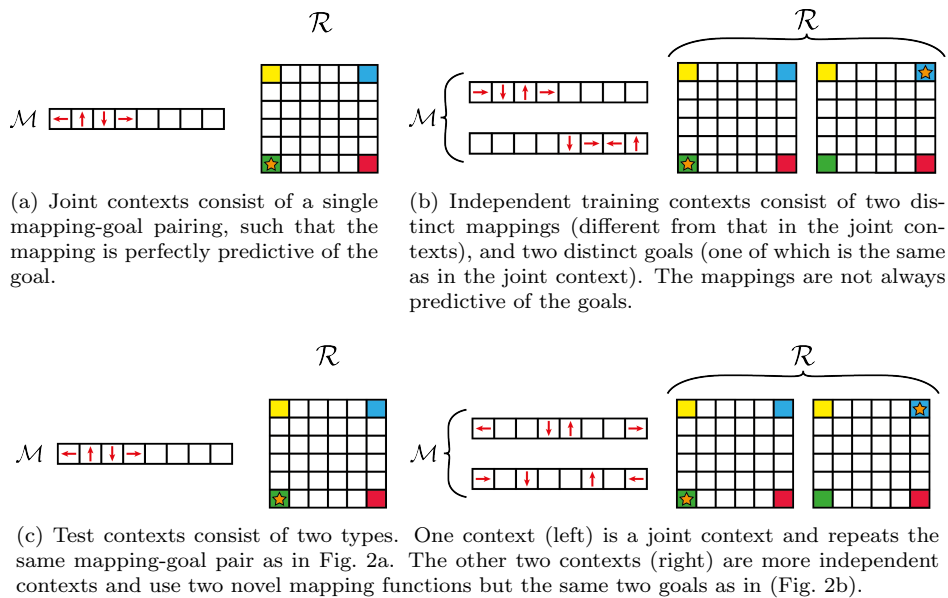 R
M
(a) Joint contexts consist of a single
mapping-goal pairing, such that the
mapping is perfectly predictive of the
goal.
R
M
(b) Independent training contexts consist of two dis-
tinct mappings (different from that in the joint con-
texts), and two distinct goals (one of which is the same
as in the joint context). The mappings are not always
predictive of the goals.
R
M
R
M
(c) Test contexts consist of two types. One context (left) is a joint context and repeats the
same mapping-goal pair as in Fig. 2a. The other two contexts (right) are more independent
contexts and use two novel mapping functions but the same two goals as in (Fig. 2b).